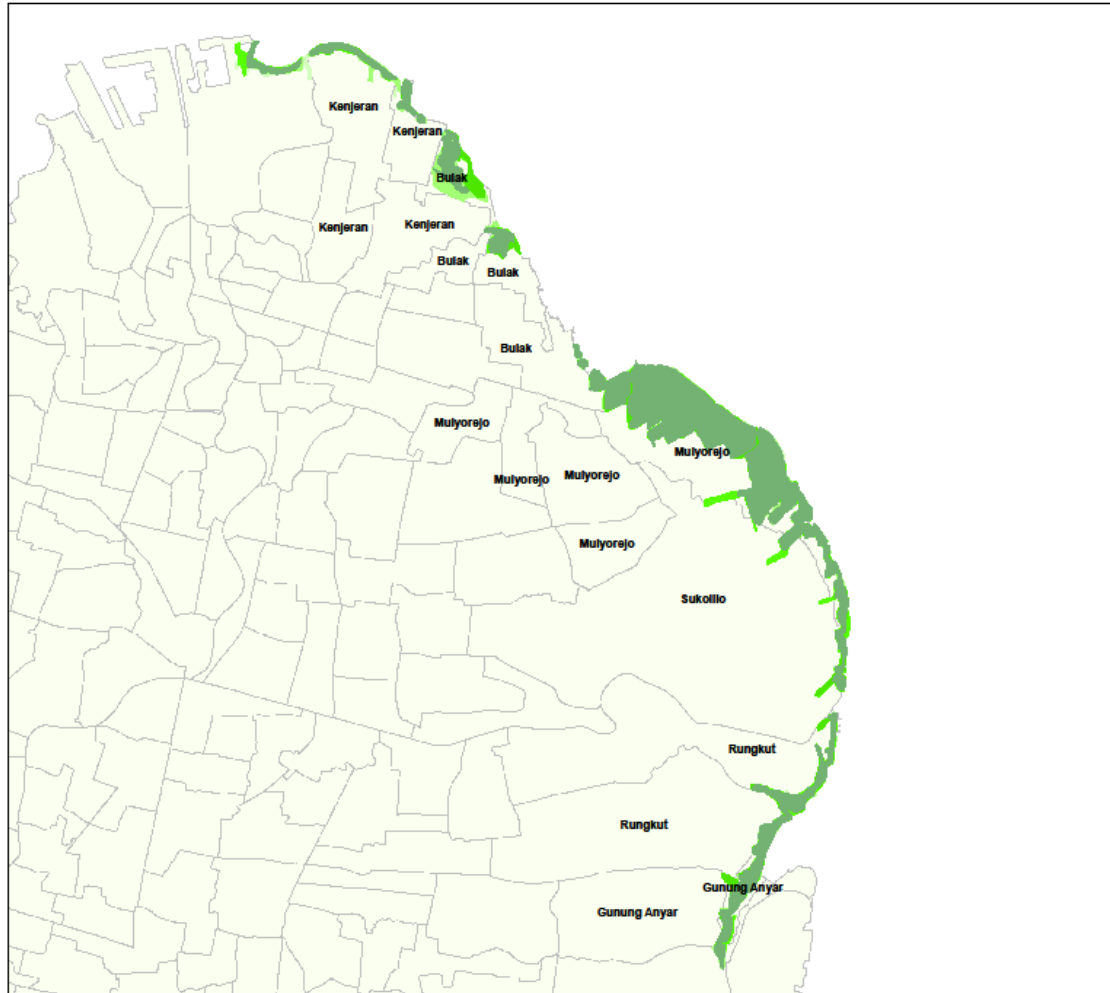 Kenjeran
Kenjeran
Bulak
Kenjeran
Kenjeran
Bulak
Bulak
Bulak
Mulyorejo
Mulyorejo
Mulyorejo
Mulyorejo
Mulyorejo
Sukolilo
Rungkut
Rungkut
Gunung Anyar
Gunung Anyar